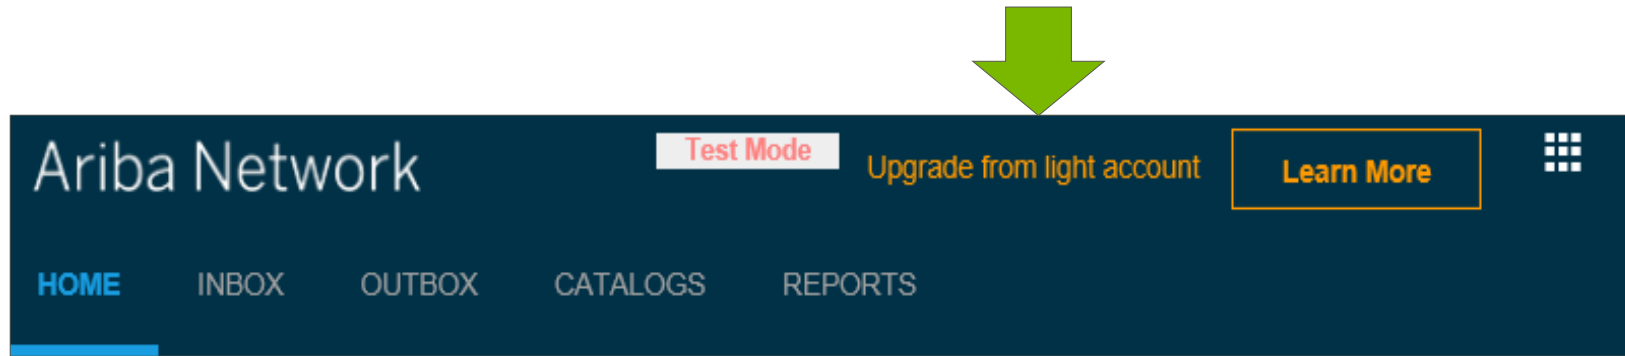 Ariba Network
Test Mode
Upgrade from light account
Learn More
HOME INBOX OUTBOX CATALOGS REPORTS